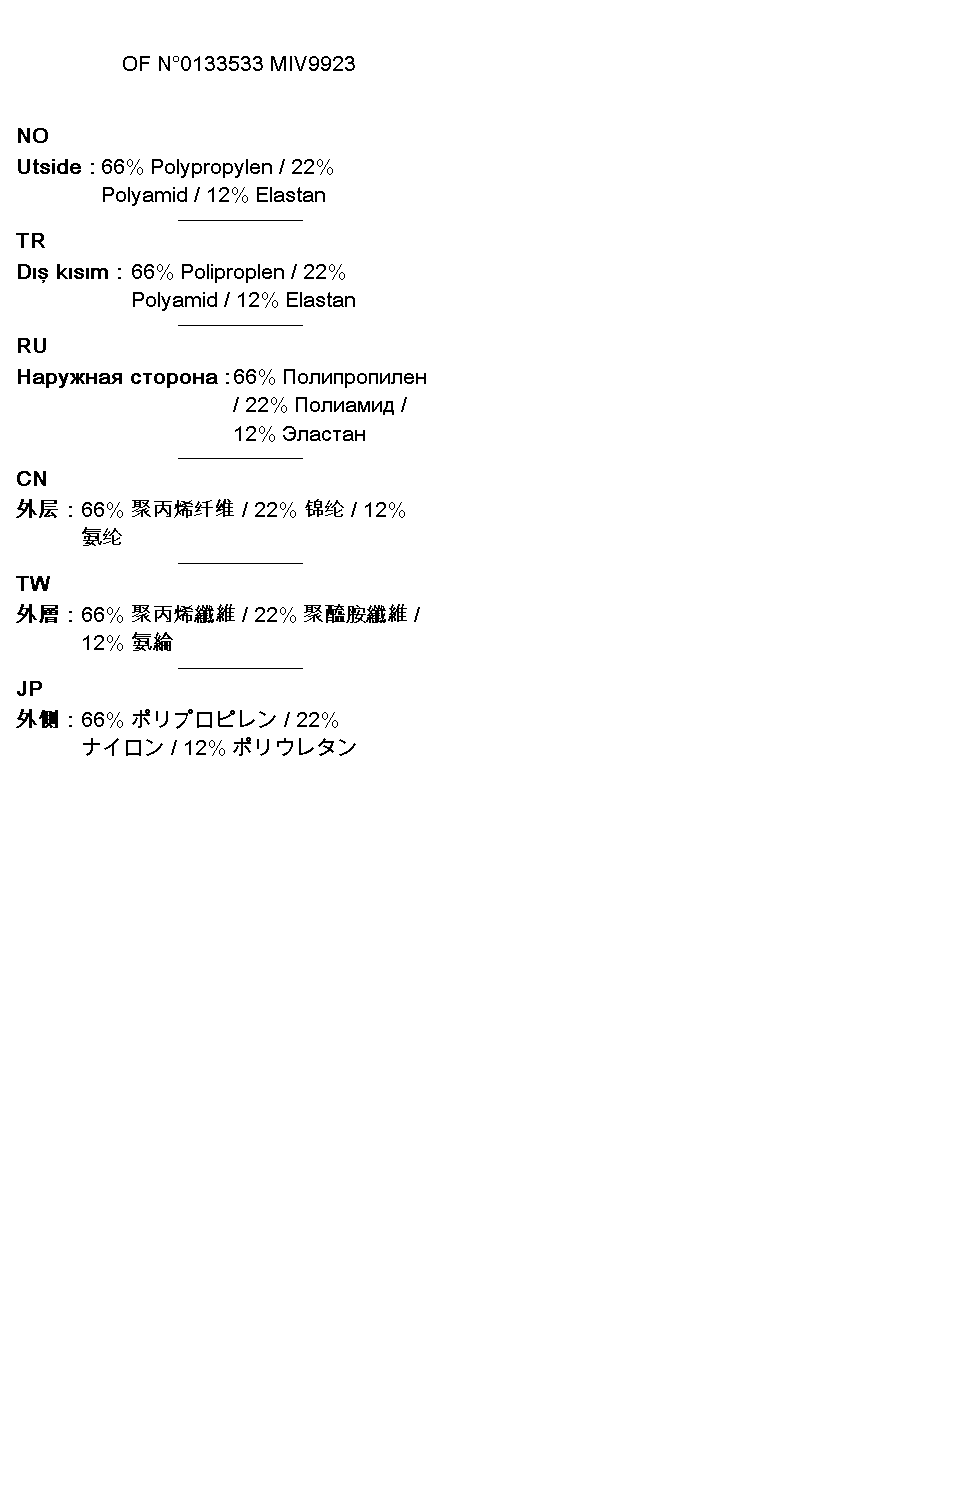 OF N°0133533 MIV9923
NO
Utside : 66% Polypropylen / 22%
Polyamid / 12% Elastan
TR
Dış kısım : 66% Poliproplen / 22%
Polyamid / 12% Elastan
RU
Наружная сторона : 66% Полипропилен
/ 22% Полиамид /
12% Эластан
CN
外层 : 66% 聚丙烯纤维 / 22% 锦纶 / 12%
氨纶
TW
外層 : 66% 聚丙烯纖維 / 22% 聚醯胺纖維 /
12% 氨綸
JP
外側 : 66% ポリプロピレン / 22%
ナイロン / 12% ポリウレタン